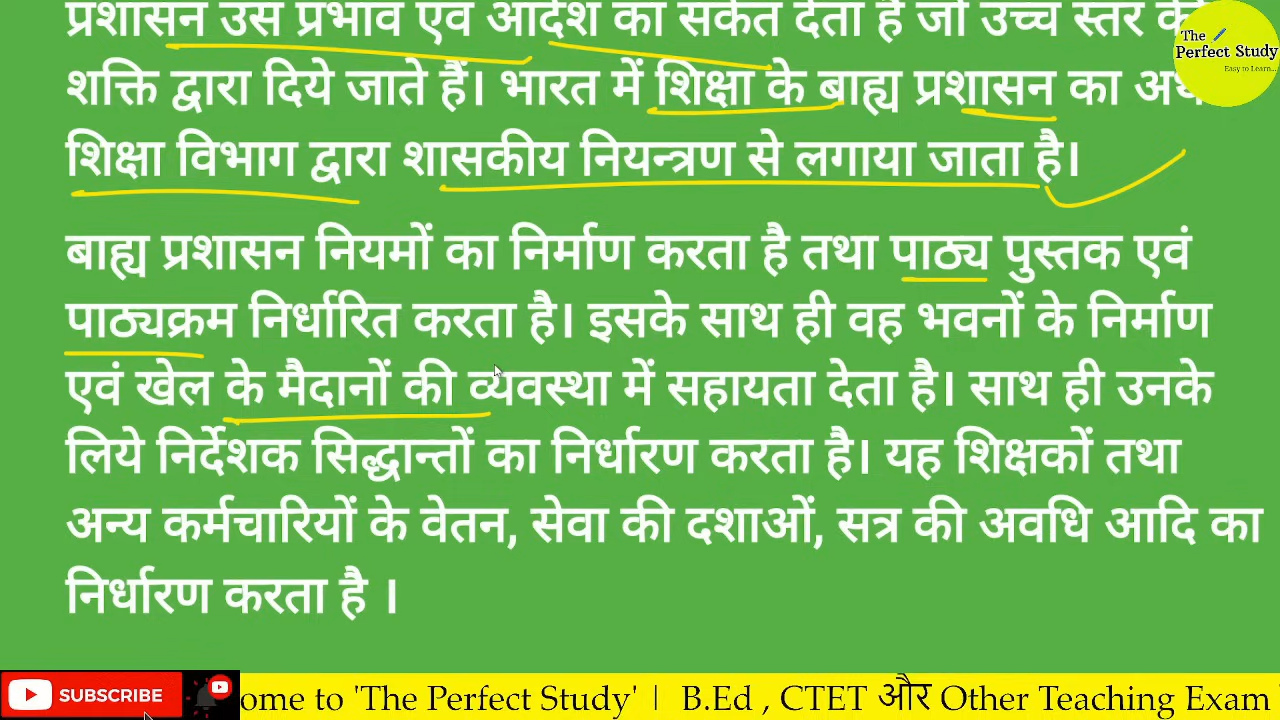 प्रशासन उस प्रभाव एवं आदेश का संकेत देता है जो उच्च स्तर की
शक्ति द्वारा दिये जाते हैं। भारत में शिक्षा के बाह्य प्रशासन का अर्थ
शिक्षा विभाग द्वारा शासकीय नियन्त्रण से लगाया जाता है।
बाह्य प्रशासन नियमों का निर्माण करता है तथा पाठ्य पुस्तक एवं
पाठ्यक्रम निर्धारित करता है। इसके साथ ही वह भवनों के निर्माण
एवं खेल के मैदानों की व्यवस्था में सहायता देता है। साथ ही उनके
लिये निर्देशक सिद्धान्तों का निर्धारण करता है। यह शिक्षकों तथा
अन्य कर्मचारियों के वेतन, सेवा की दशाओं, सत्र की अवधि आदि का
निर्धारण करता है ।
The
Perfect Study
Easy to Learn...
SUBSCRIBE
ome to 'The Perfect Study' | B.Ed , CTET और Other Teaching Exam